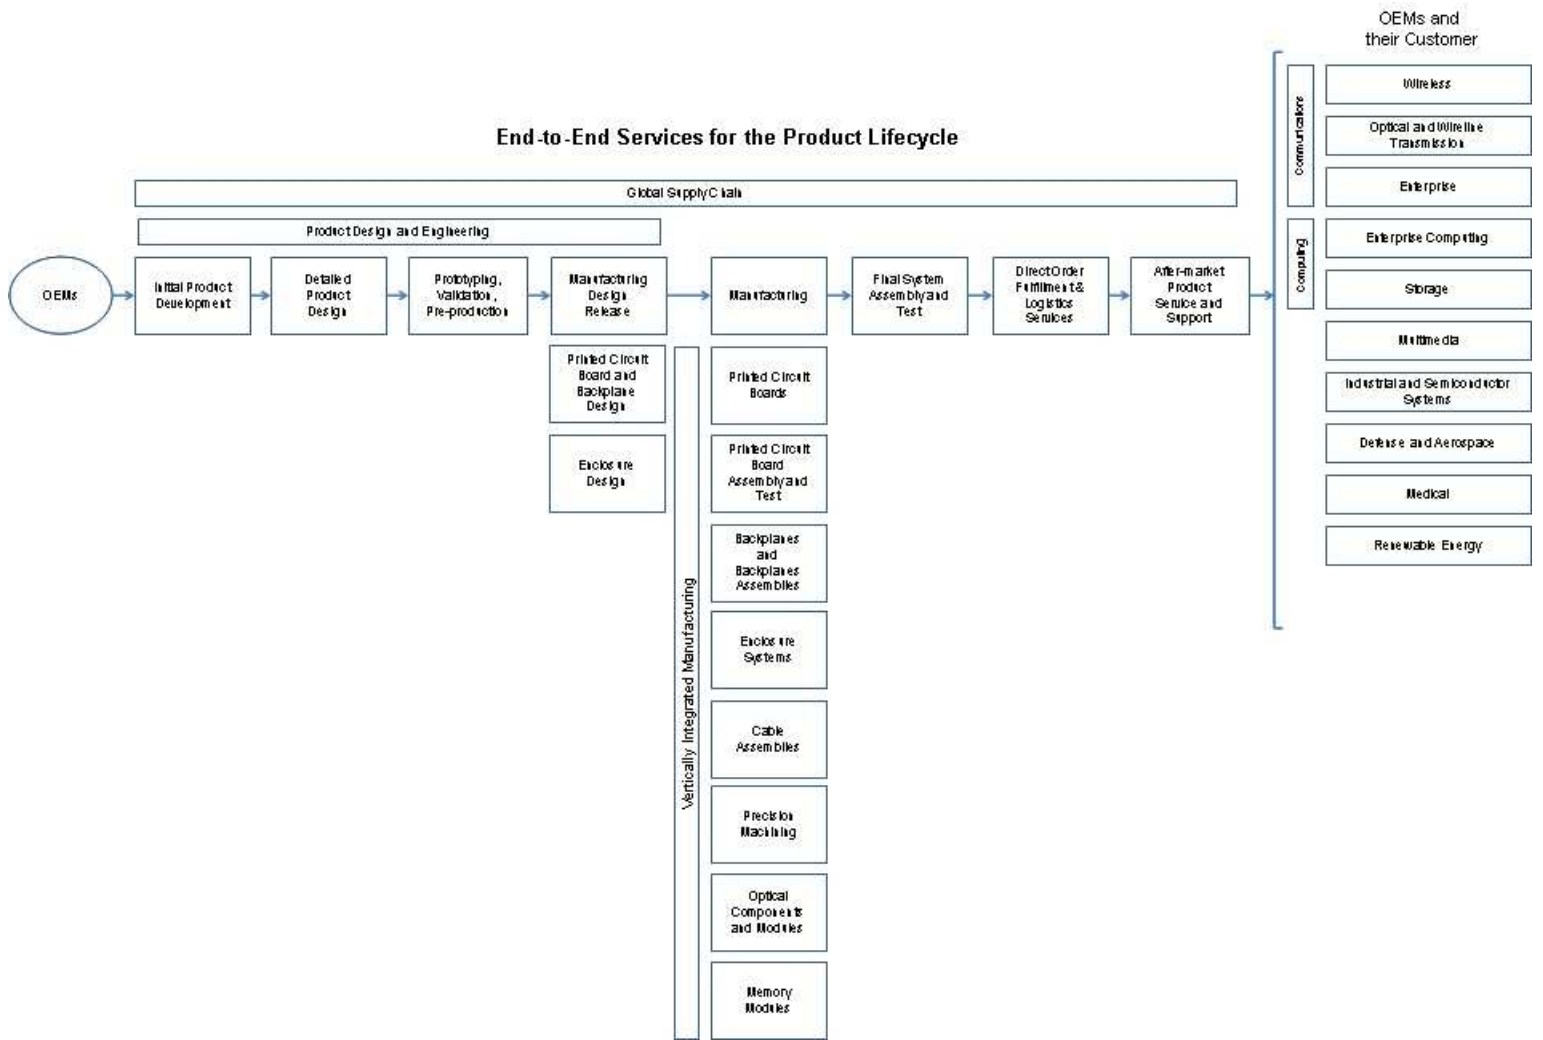 OEMs and
their Customer
End-to-End Services for the Product Lifecycle
Global Supply Chain
Product Design and Engineering
OEMs
Initial Product
Development
Detailed
Product
Design
Prototyping,
Validation,
Pre-production
Manufacturing
Design
Release
Manufacturing
Final System
Assembly and
Test
Direct Order
Fulfillment &
Logistics
Services
After-market
Product
Service and
Support
Printed Circuit
Board and
Backplane
Design
Enclosure
Design
Vertically Integrated Manufacturing
Printed Circuit
Boards
Printed Circuit
Board
Assembly and
Test
Backplanes
and
Backplanes
Assemblies
Enclosure
Systems
Cable
Assemblies
Precision
Machining
Optical
Components
and Modules
Memory
Modules
Communications
Computing
Wireless
Optical and Wireline
Transmission
Enterprise
Enterprise Computing
Storage
Multimedia
Industrial and Semiconductor
Systems
Defense and Aerospace
Medical
Renewable Energy